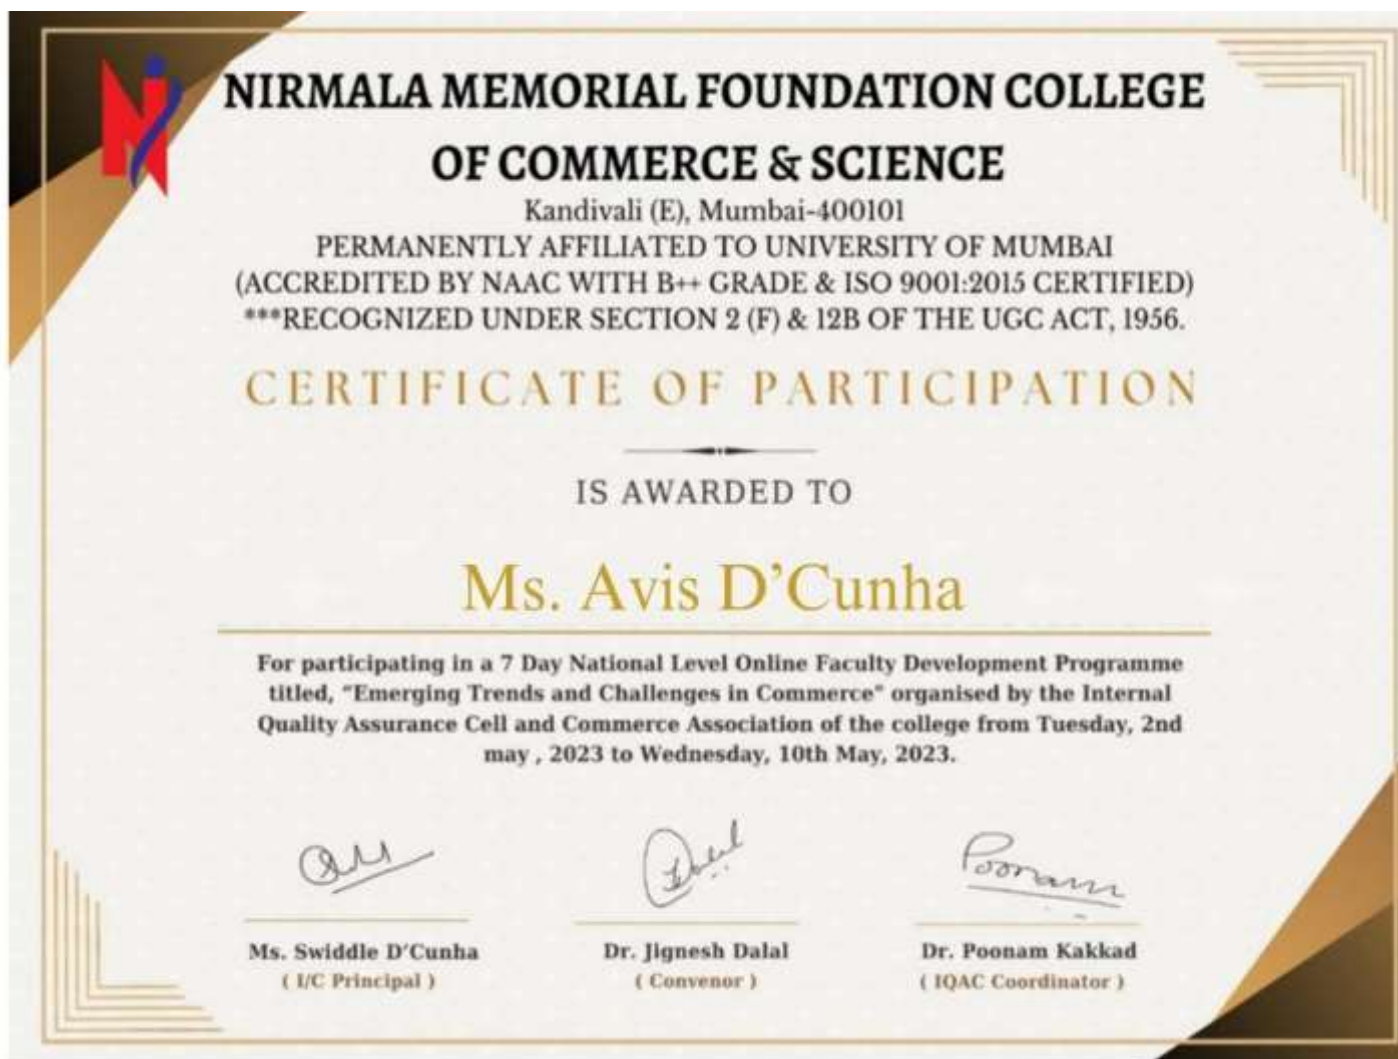 NIRMALA MEMORIAL FOUNDATION COLLEGE
OF COMMERCE & SCIENCE
Kandivali (E), Mumbai-400101
PERMANENTLY AFFILIATED TO UNIVERSITY OF MUMBAI
(ACCREDITED BY NAAC WITH B++ GRADE & ISO 9001:2015 CERTIFIED)
***RECOGNIZED UNDER SECTION 2 (F) & 12B OF THE UGC ACT, 1956.
CERTIFICATE OF PARTICIPATION
IS AWARDED TO
Ms. Avis D’Cunha
For participating in a 7 Day National Level Online Faculty Development Programme
titled, “Emerging Trends and Challenges in Commerce" organised by the Internal
Quality Assurance Cell and Commerce Association of the college from Tuesday, 2nd
may , 2023 to Wednesday, 10th May, 2023.
Poonam
Ms. Swiddle D’Cunha Dr. Jignesh Dalal Dr. Poonam Kakkad
( I/C Principal ) ( Convenor ) ( IQAC Coordinator )